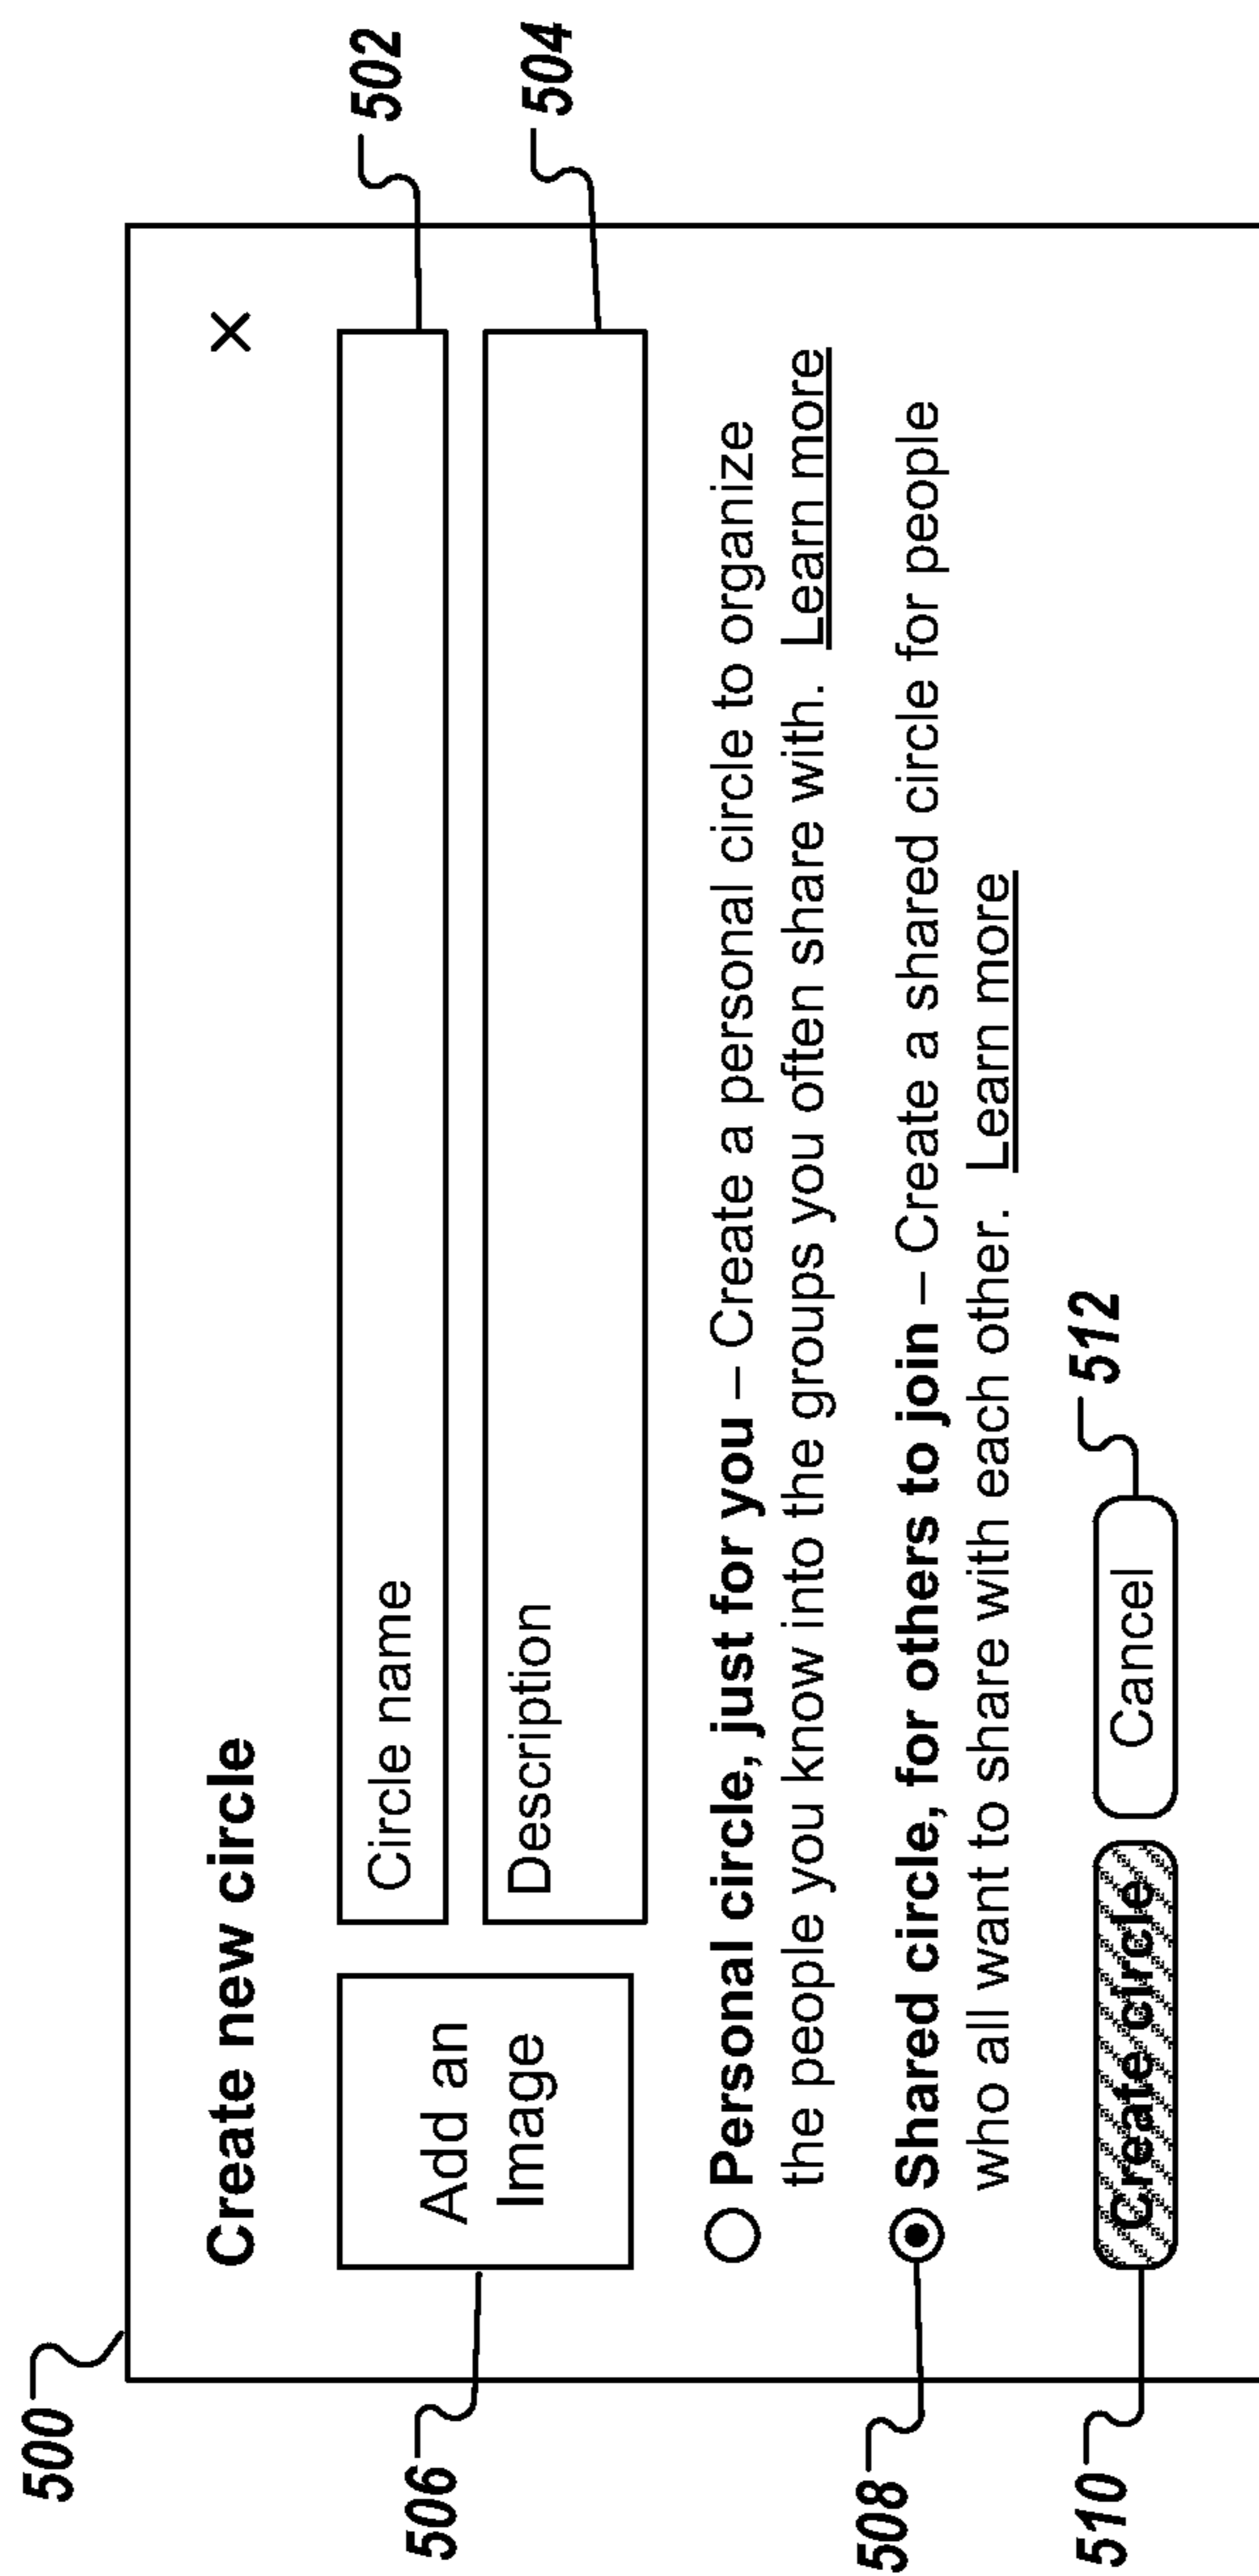 500
Create new circle
×
506
Add an
Image
Circle name
502
Description
504
Personal circle, just for you – Create a personal circle to organize
the people you know into the groups you often share with. Learn more
508
Shared circle, for others to join – Create a shared circle for people
who all want to share with each other. Learn more
510
Create circle
Cancel
512